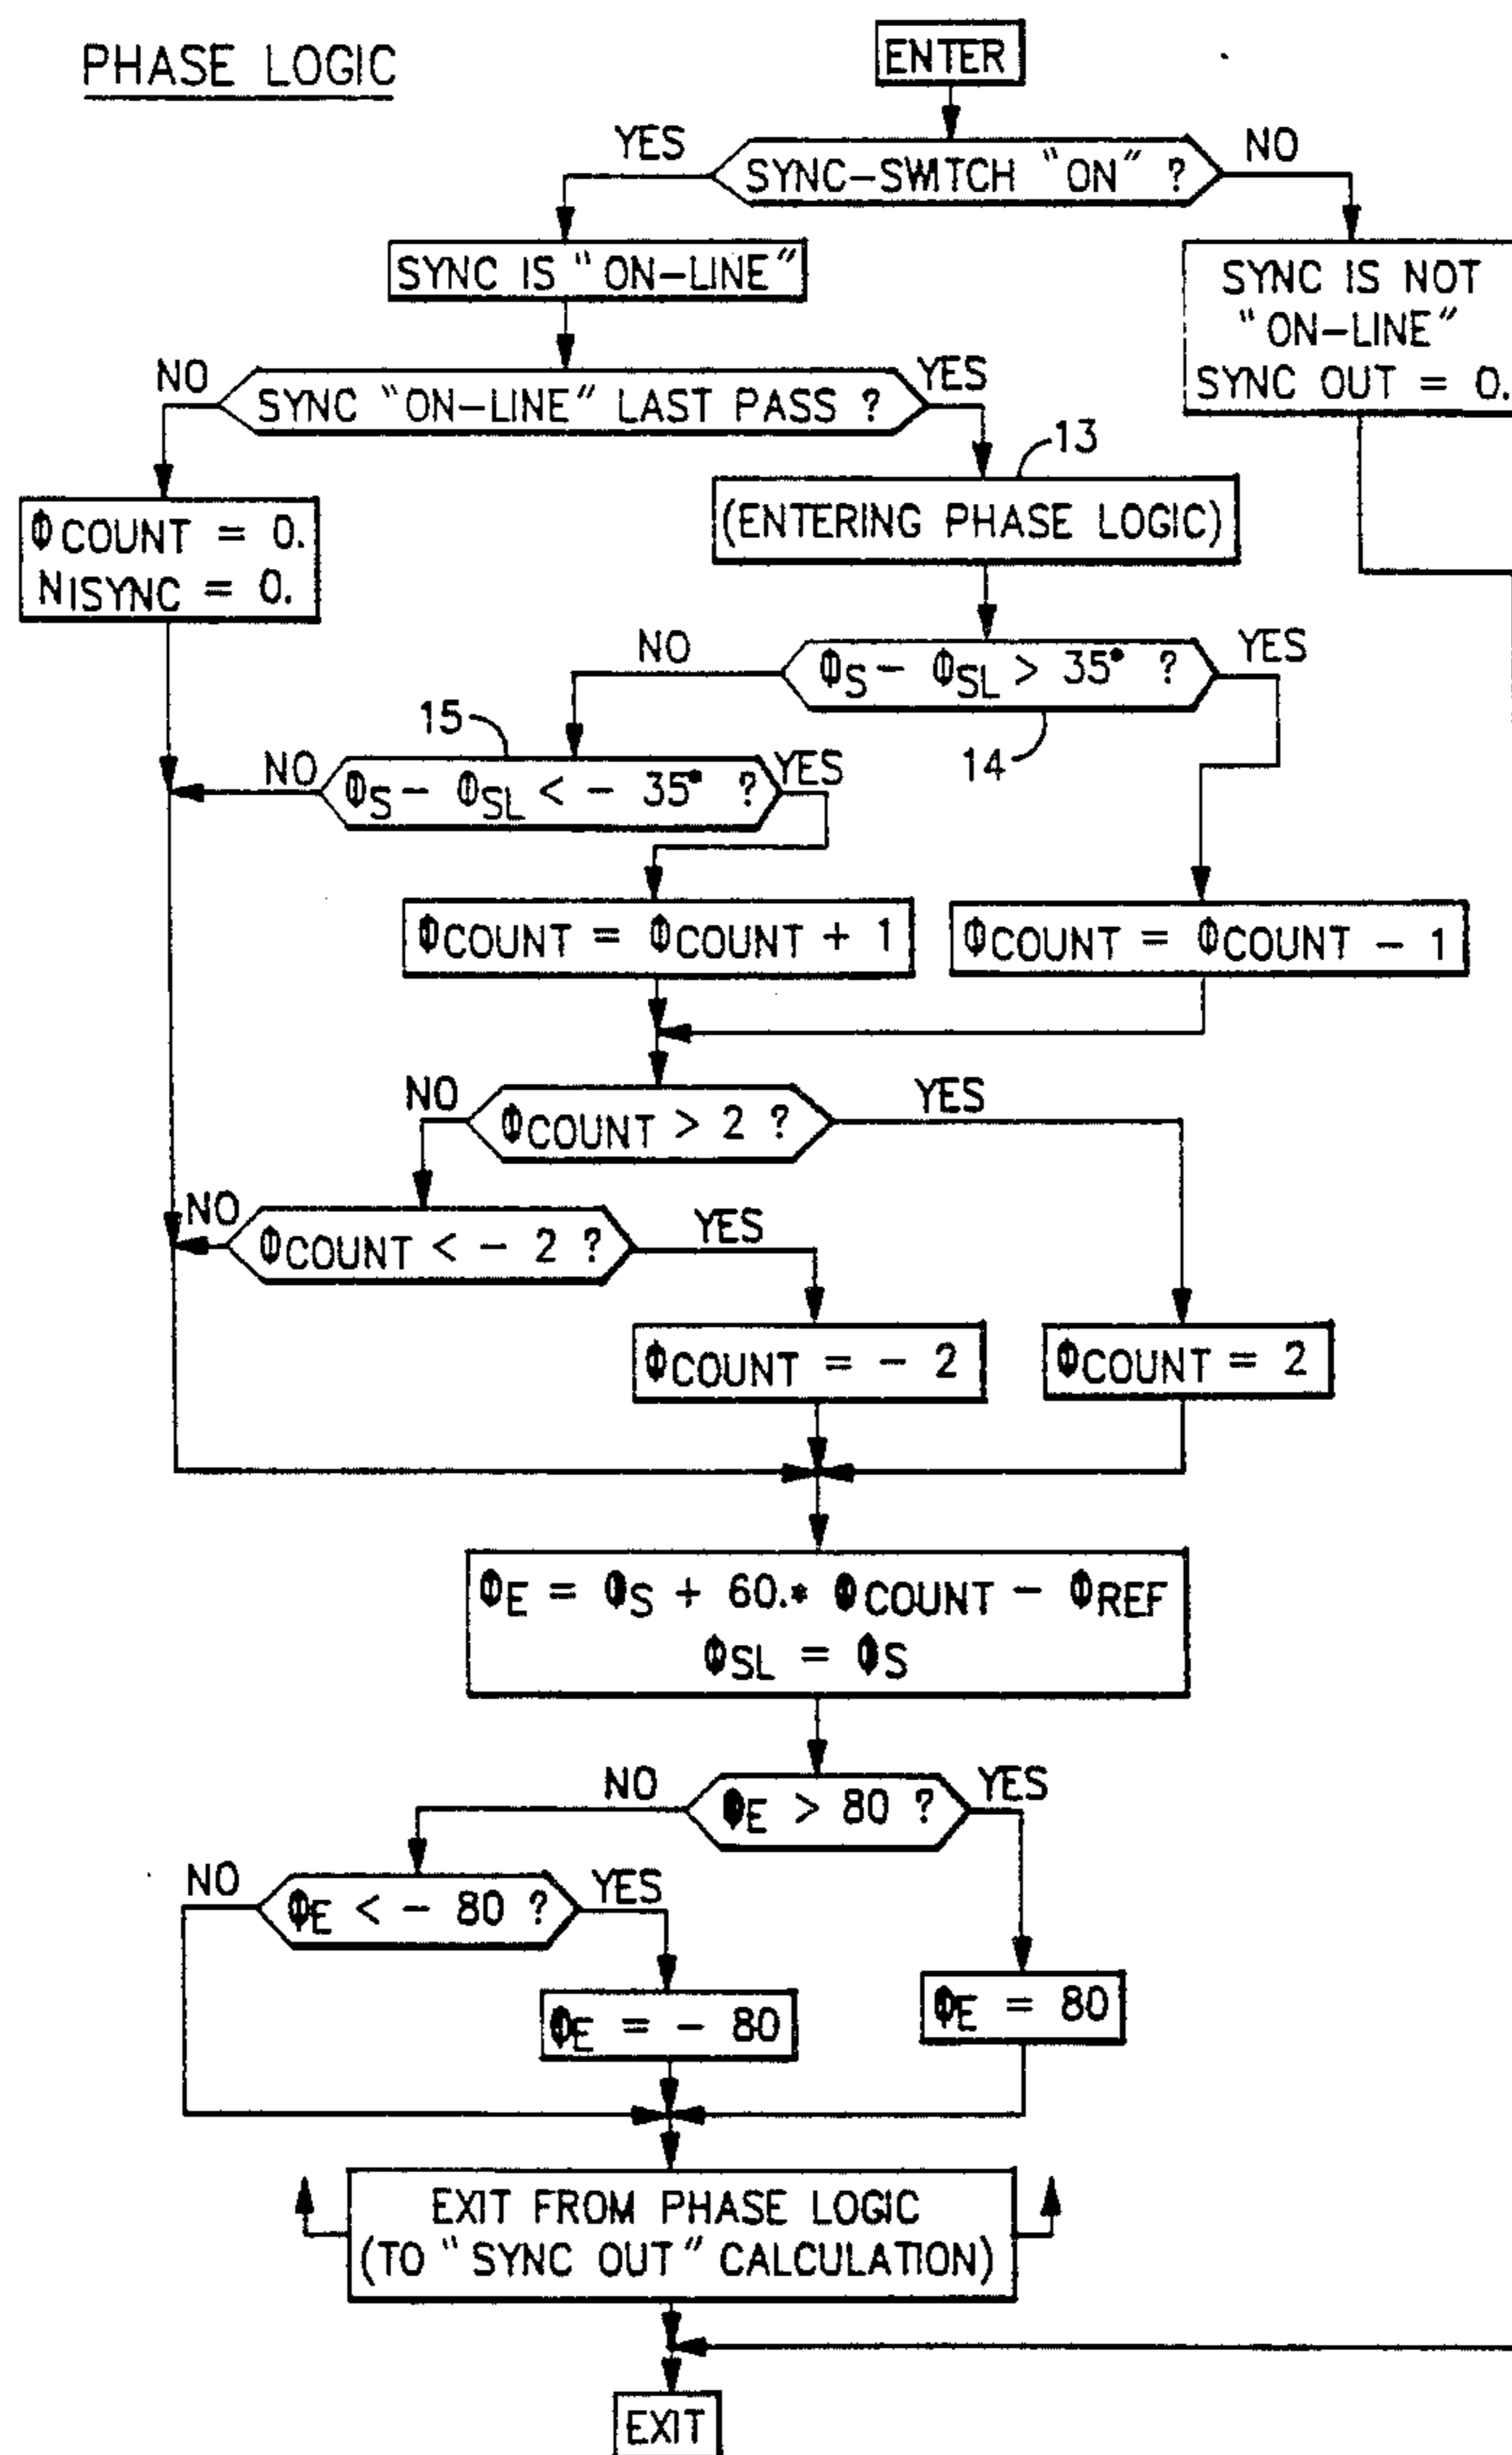 PHASE LOGIC
ENTER
YES
SYNC-SWITCH "ON" ?
NO
SYNC IS "ON-LINE"
SYNC IS NOT
"ON-LINE"
SYNC OUT = 0.
NO
SYNC "ON-LINE" LAST PASS ?
YES
13
ΦCOUNT = 0.
NISYNC = 0.
(ENTERING PHASE LOGIC)
NO
ΦS - ΦSL > 35° ?
YES
14
15
NO
ΦS - ΦSL < - 35° ?
YES
ΦCOUNT = ΦCOUNT + 1
ΦCOUNT = ΦCOUNT - 1
NO
ΦCOUNT > 2 ?
YES
NO
ΦCOUNT < - 2 ?
YES
ΦCOUNT = - 2
ΦCOUNT = 2
ΦE = ΦS + 60.* ΦCOUNT - ΦREF
ΦSL = ΦS
NO
ΦE > 80 ?
YES
NO
ΦE < - 80 ?
YES
ΦE = - 80
ΦE = 80
EXIT FROM PHASE LOGIC
(TO "SYNC OUT" CALCULATION)
EXIT